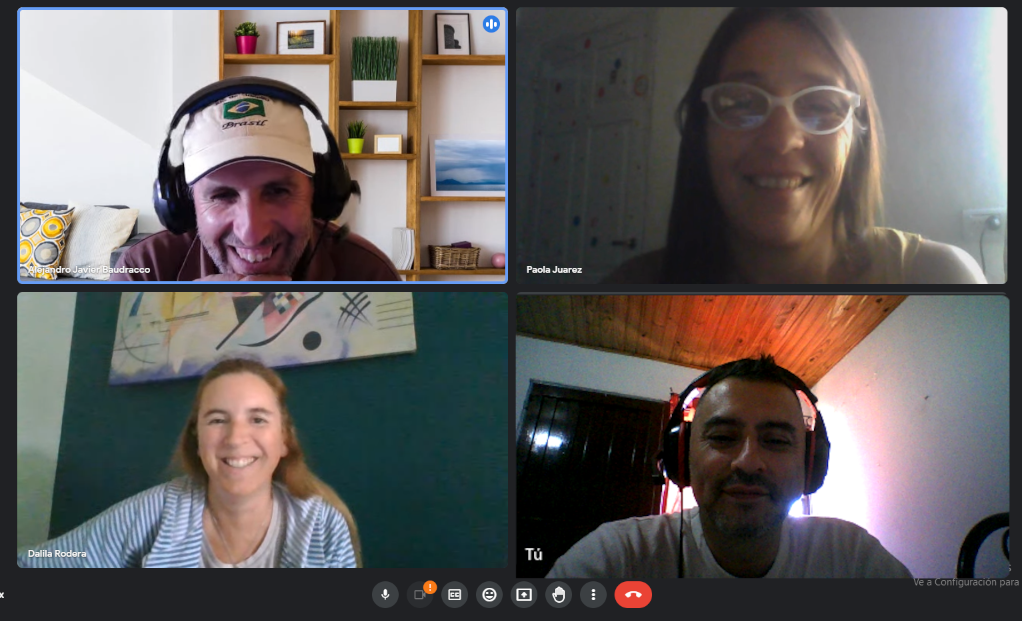 Brasil
Alejandro Javier Baudracco
Paola Juarez
Dalila Rodera
Tú
Ve a Configuración para
x
!